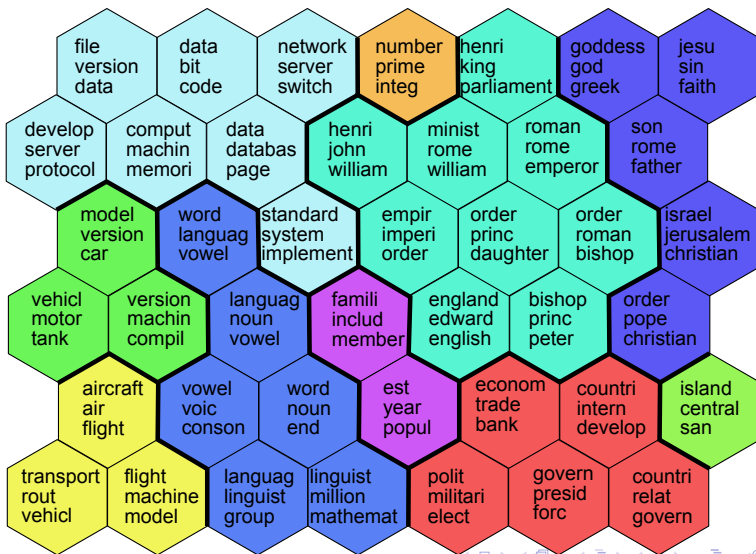 file
version
data
data
bit
code
network
server
switch
number
prime
integ
henri
king
parliament
goddess
god
greek
jesu
sin
faith
develop
server
protocol
comput
machin
memori
data
databas
page
henri
john
william
minist
rome
william
roman
rome
emperor
son
rome
father
model
version
car
word
languag
vowel
standard
system
implement
empir
imperi
order
order
princ
daughter
order
roman
bishop
israel
jerusalem
christian
vehicl
motor
tank
version
machin
compil
languag
noun
vowel
famili
includ
member
england
edward
english
bishop
princ
peter
order
pope
christian
aircraft
air
flight
vowel
voic
conson
word
noun
end
est
year
popul
econom
trade
bank
countri
intern
develop
island
central
san
transport
rout
vehicl
flight
machine
model
languag
linguist
group
linguist
million
mathemat
polit
militari
elect
govern
presid
forc
countri
relat
govern